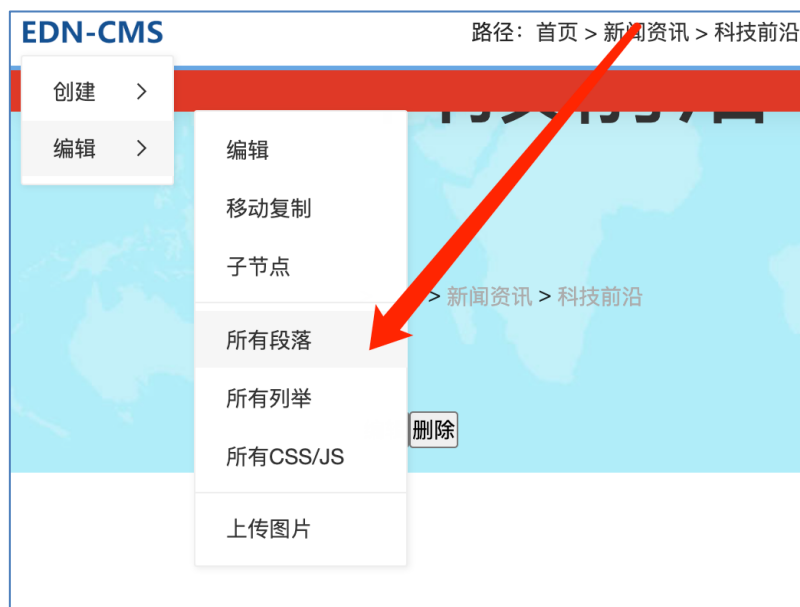 EDN-CMS
路径：首页 > 新闻资讯 > 科技前沿
创建
编辑
编辑
移动复制
子节点
> 新闻资讯 > 科技前沿
所有段落
所有列举
删除
所有CSS/JS
上传图片